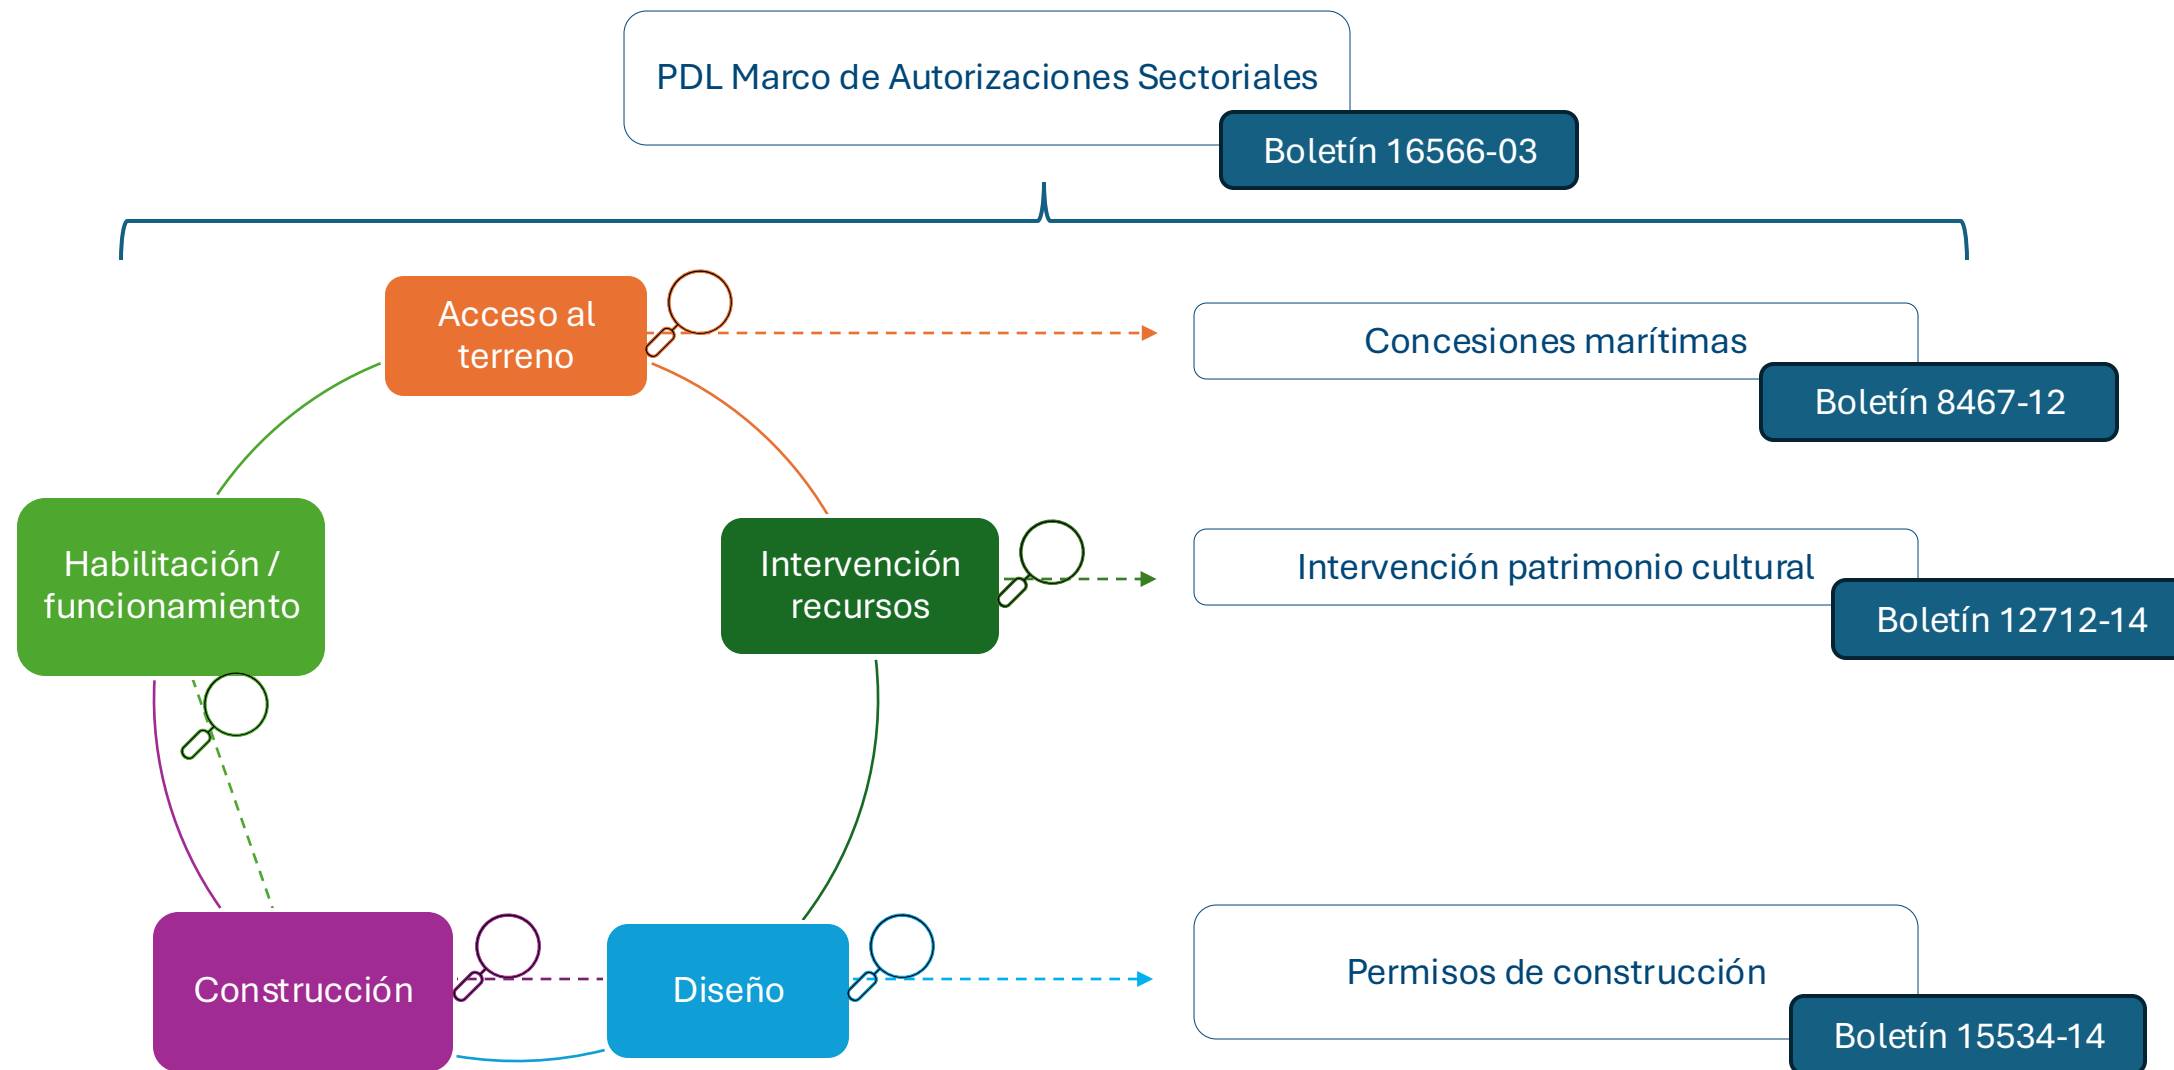 PDL Marco de Autorizaciones Sectoriales
Boletín 16566-03
Acceso al
terreno
Concesiones marítimas
Boletín 8467-12
Habilitación /
funcionamiento
Intervención
recursos
Intervención patrimonio cultural
Boletín 12712-14
Construcción
Diseño
Permisos de construcción
Boletín 15534-14